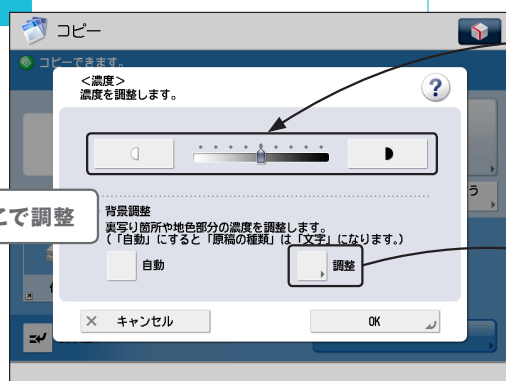 コピー
コピーできます。
<濃度>
濃度を調整します。
?
こで調整
背景調整
裏写り箇所や地色部分の濃度を調整します。
(「自動」にすると「原稿の種類」は「文字」になります。)
自動
調整
う
× キャンセル
OK